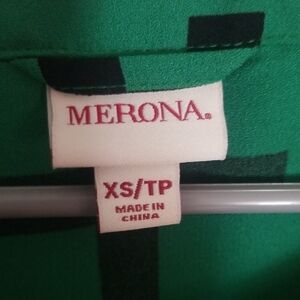 MERONA.
XS/TP
MADE IN
CHINA